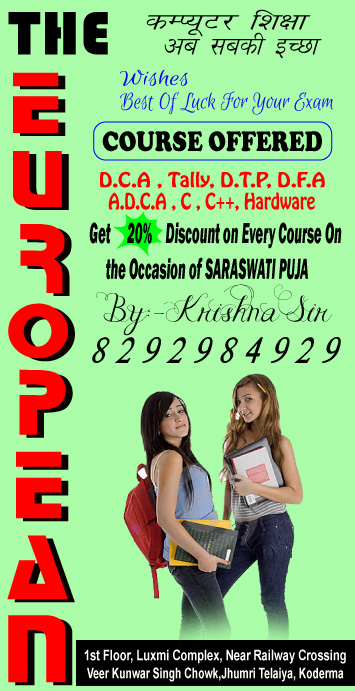 THE
EUROPEAN
कम्प्यूटर शिक्षा
अब सबकी इच्छा
Wishes
Best Of Luck For Your Exam
COURSE OFFERED
D.C.A , Tally, D.T.P, D.F.A
A.D.C.A , C , C++, Hardware
Get 20% Discount on Every Course On
the Occasion of SARASWATI PUJA
By:-Krishna Sir
8292984929
1st Floor, Luxmi Complex, Near Railway Crossing
Veer Kunwar Singh Chowk,Jhumri Telaiya, Koderma